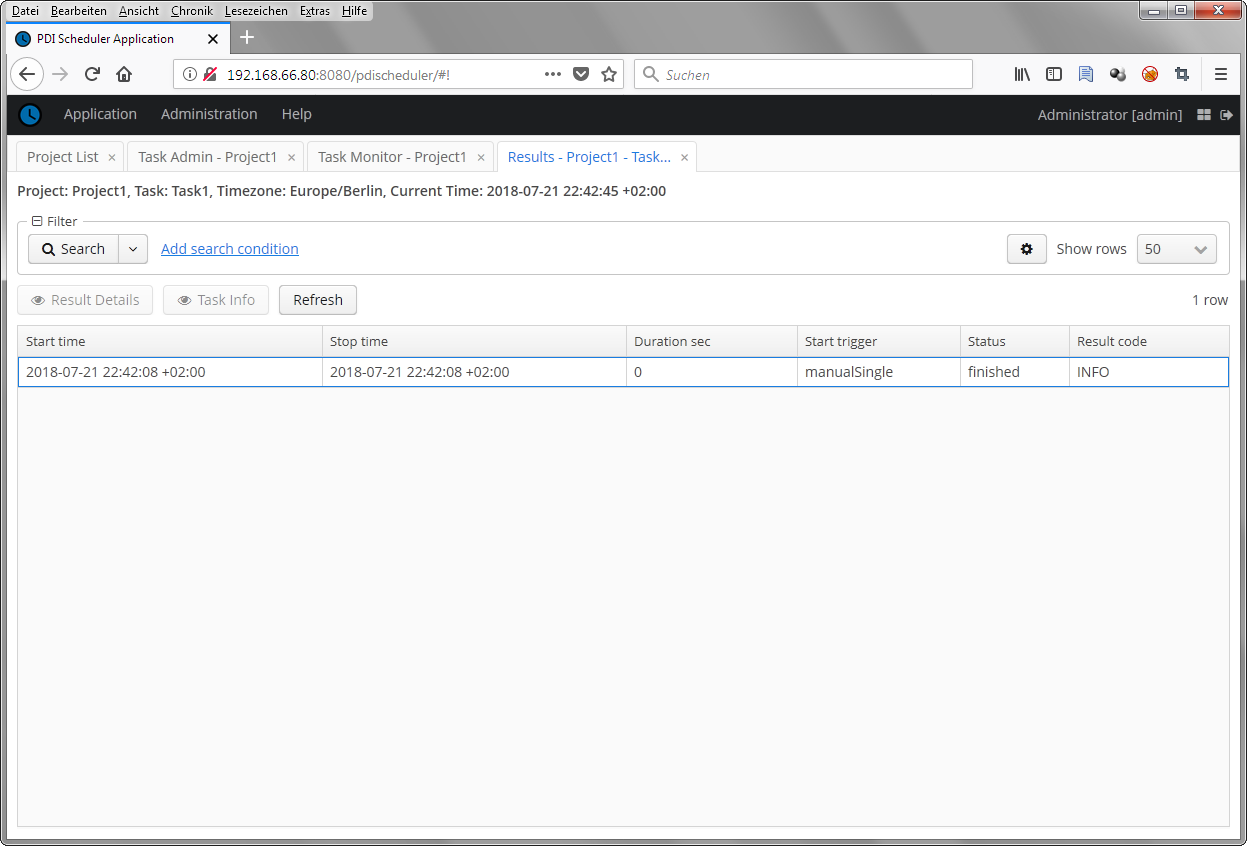 Datei Bearbeiten Ansicht Chronik Lesezeichen Extras Hilfe
PDI Scheduler Application
192.168.66.80:8080/pdischeduler/#!
Suchen
Application Administration Help Administrator [admin]
Project List Task Admin - Project1 Task Monitor - Project1 Results - Project1 - Task...
Project: Project1, Task: Task1, Timezone: Europe/Berlin, Current Time: 2018-07-21 22:42:45 +02:00
Filter
Search Add search condition Show rows 50
Result Details Task Info Refresh 1 row
Start time Stop time Duration sec Start trigger Status Result code
2018-07-21 22:42:08 +02:00 2018-07-21 22:42:08 +02:00 0 manualSingle finished INFO